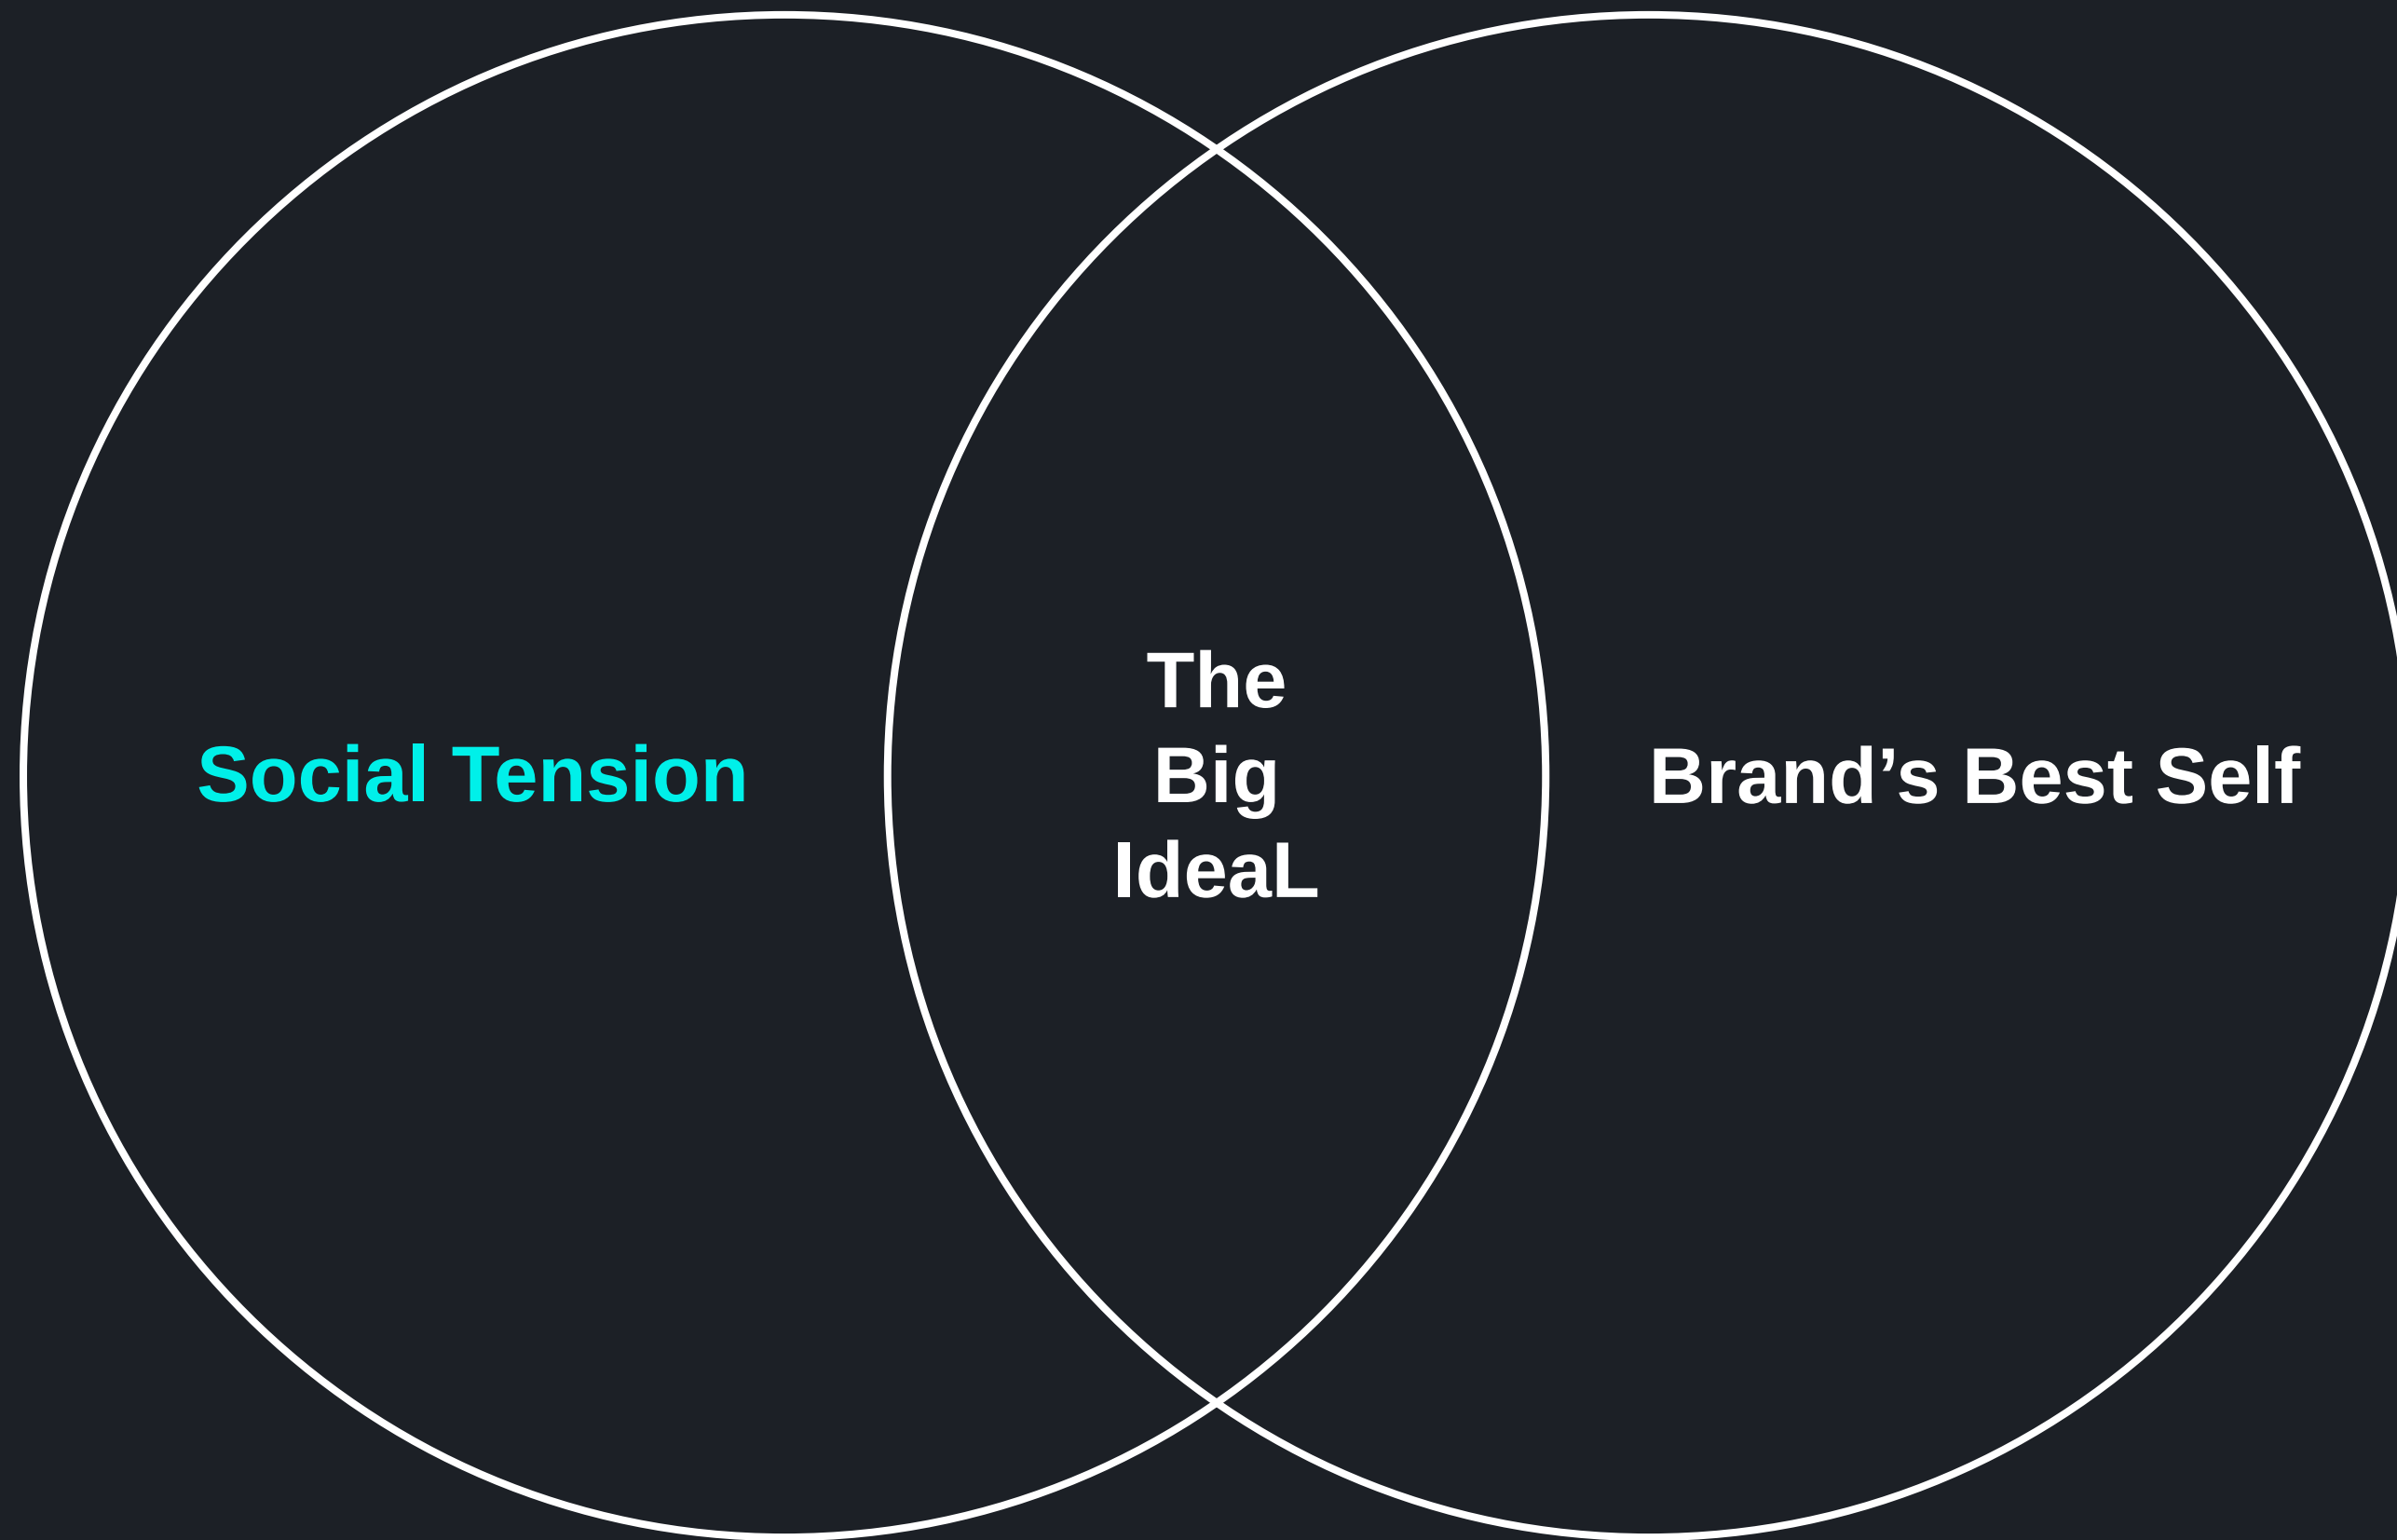 Social Tension
The
Big
IdeaL
Brand’s Best Self